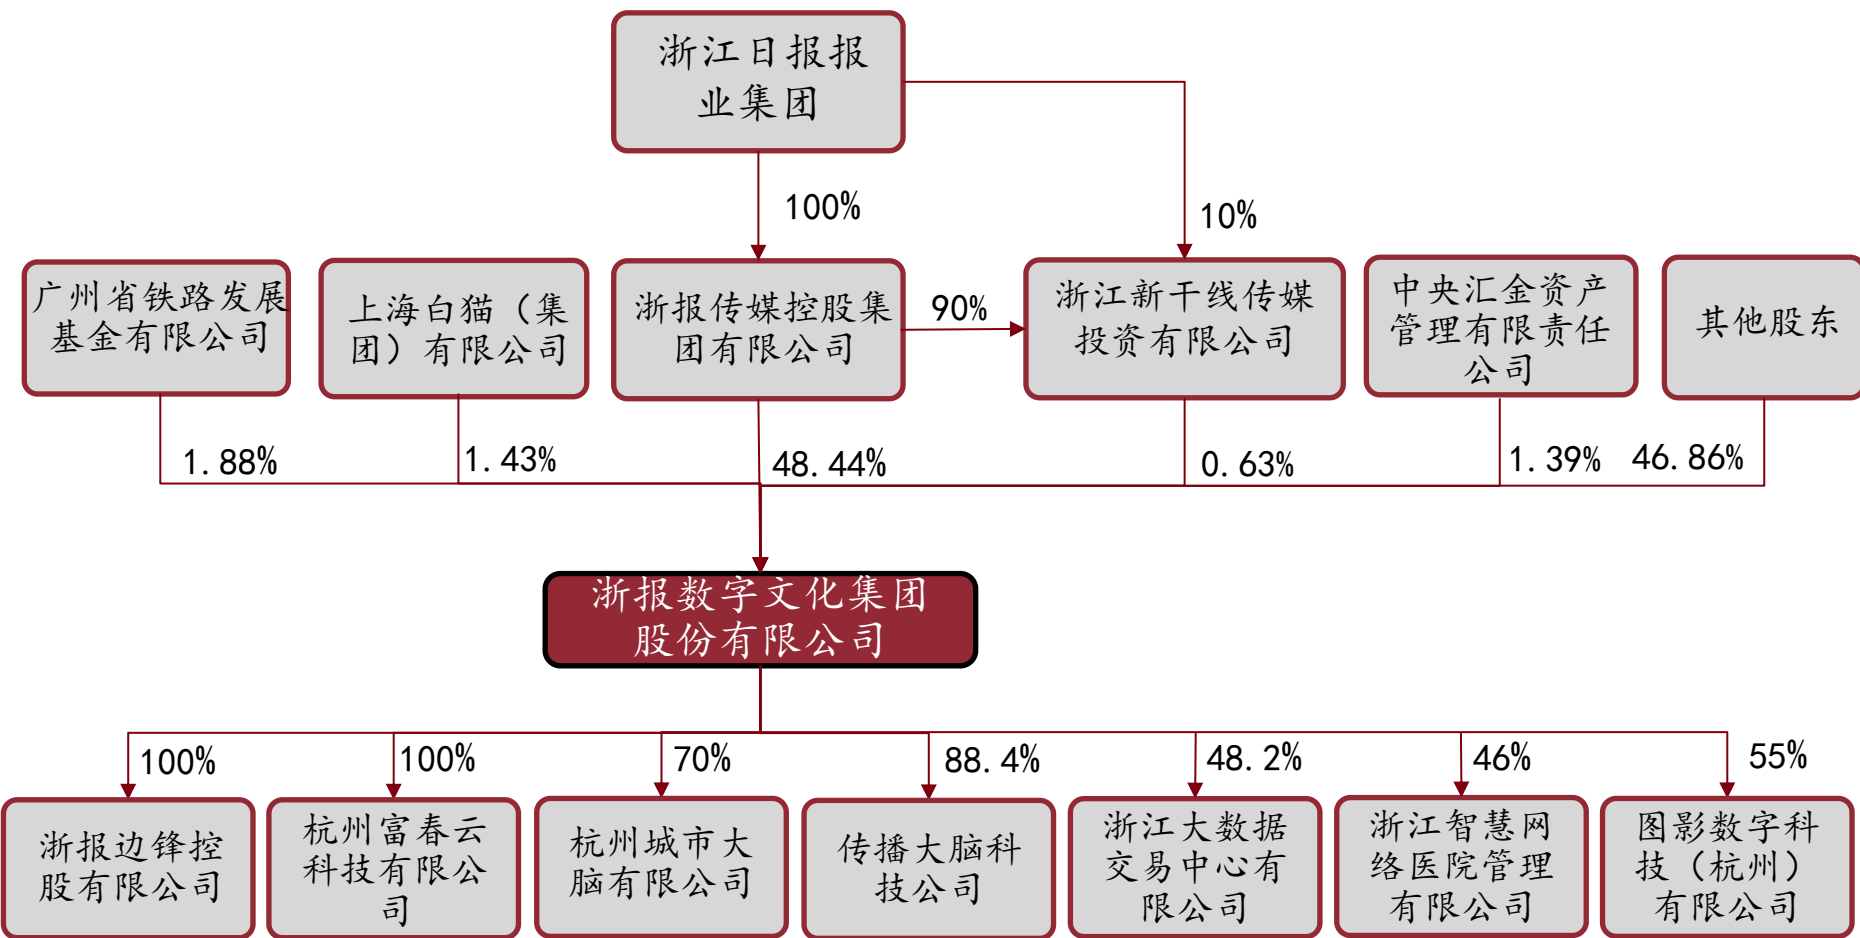 浙江日报报
业集团
100%
10%
广州省铁路发展
基金有限公司
上海白猫（集
团）有限公司
浙报传媒控股集
团有限公司
90%
浙江新干线传媒
投资有限公司
中央汇金资产
管理有限责任
公司
其他股东
1.88%
1.43%
48.44%
0.63%
1.39%
46.86%
浙报数字文化集团
股份有限公司
100%
100%
70%
88.4%
48.2%
46%
55%
浙报边锋控
股有限公司
杭州富春云
科技有限公
司
杭州城市大
脑有限公司
传播大脑科
技公司
浙江大数据
交易中心有
限公司
浙江智慧网
络医院管理
有限公司
图影数字科
技（杭州）
有限公司